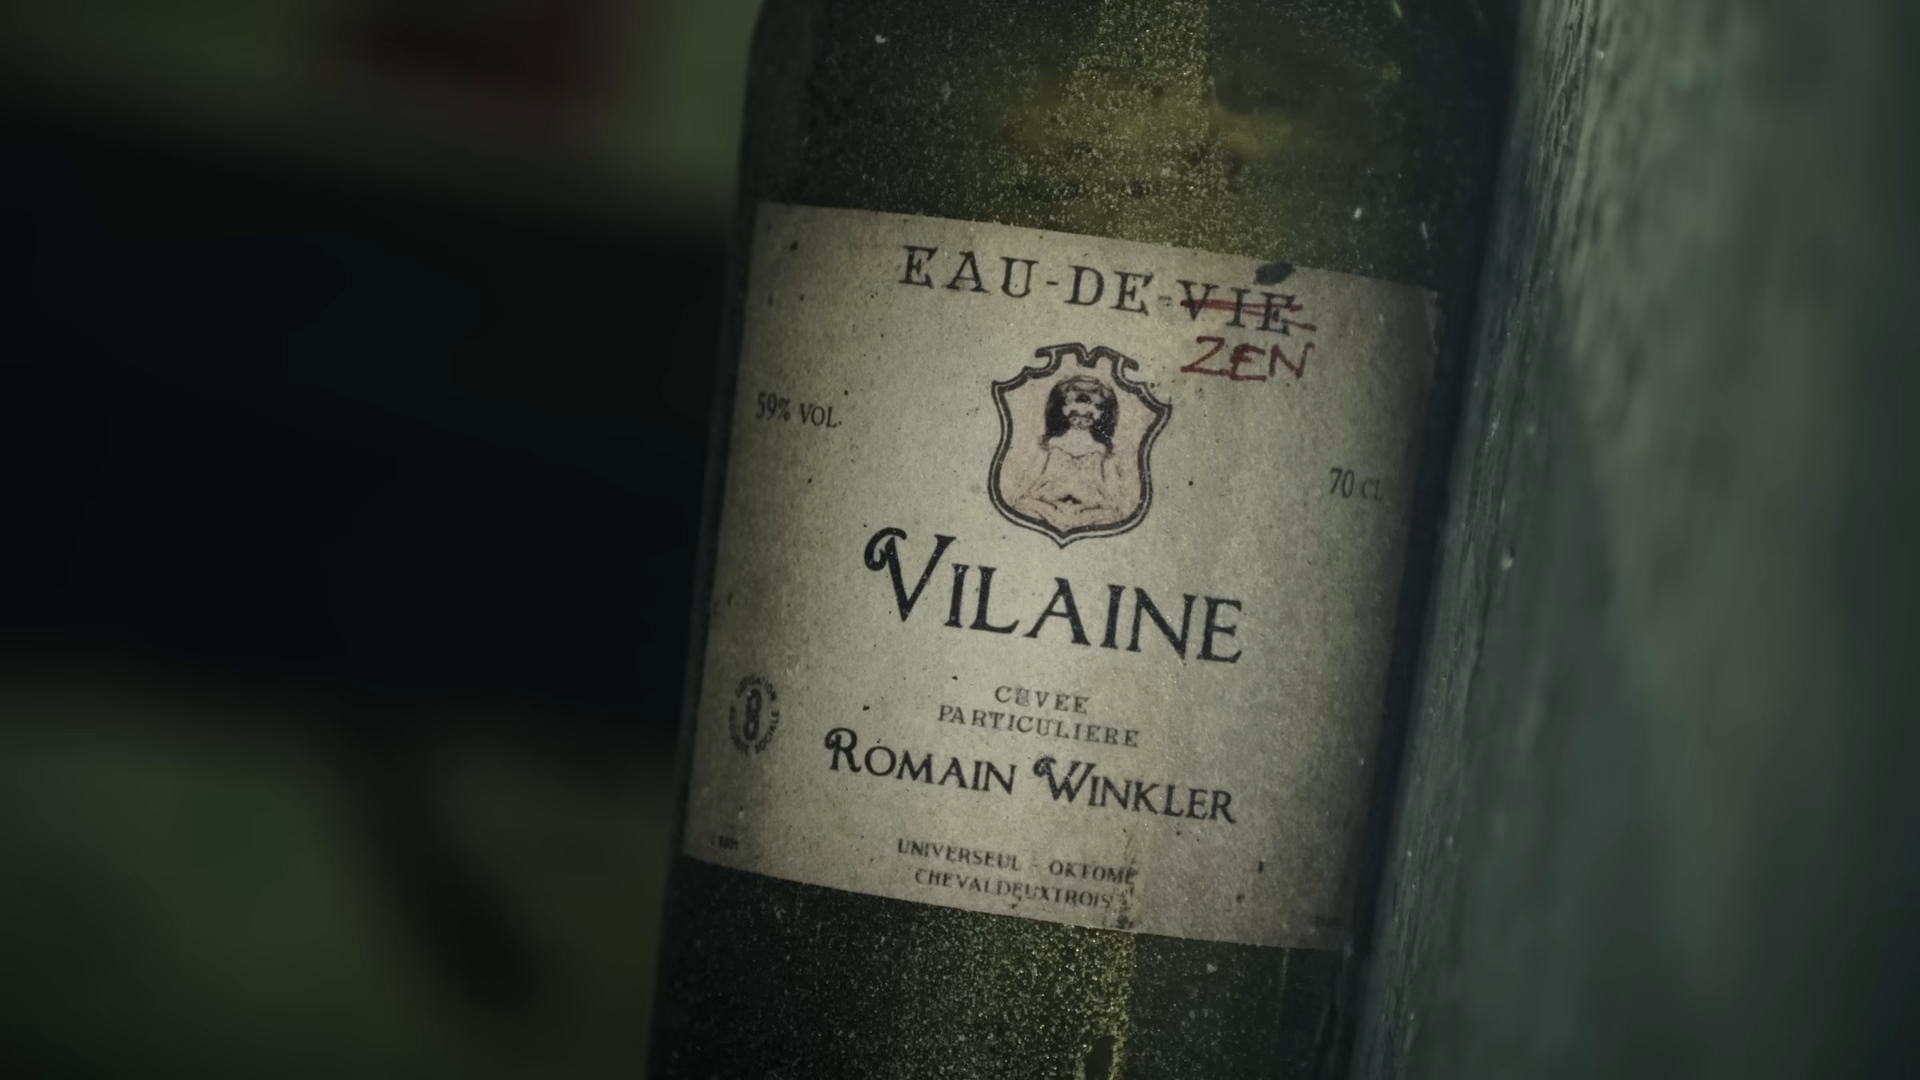 EAU-DE-VIE
ZEN
59% VOL.
70 CL
VILAINE
CUVEE
PARTICULIERE
ROMAIN WINKLER
UNIVERSEUL - OKTOME
CHEVALDEUXTROIS